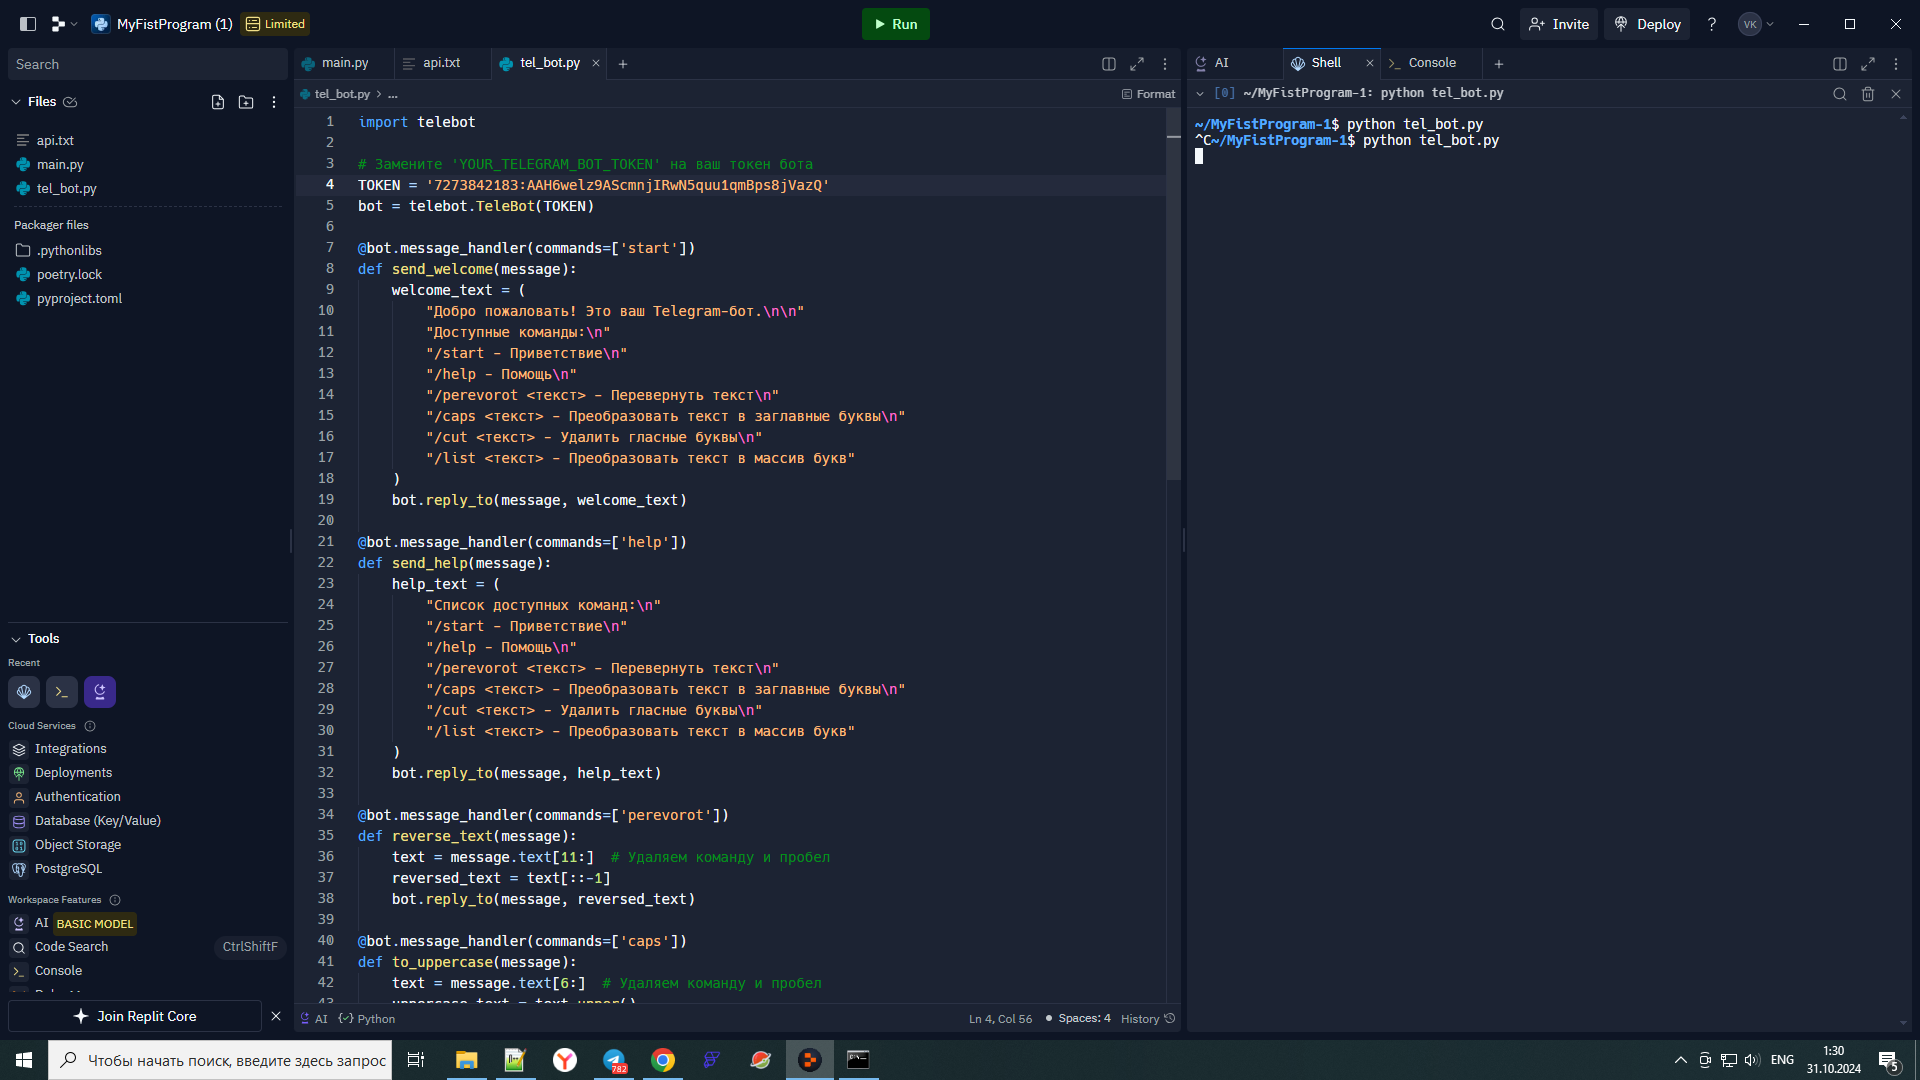 MyFistProgram (1)
Limited
Run
Invite
Deploy
?
VK
Search
main.py
api.txt
tel_bot.py
AI
Shell
Console
tel_bot.py > ...
Format
[0] ~/MyFistProgram-1: python tel_bot.py
Files
api.txt
main.py
tel_bot.py
Packager files
.pythonlibs
poetry.lock
pyproject.toml
Tools
Recent
Cloud Services
Integrations
Deployments
Authentication
Database (Key/Value)
Object Storage
PostgreSQL
Workspace Features
AI BASIC MODEL
Code Search CtrlShiftF
Console
Join Replit Core
1 import telebot
2
3 # Замените 'YOUR_TELEGRAM_BOT_TOKEN' на ваш токен бота
4 TOKEN = '7273842183:AAH6welz9AScmnjIRwN5quu1qmBps8jVazQ'
5 bot = telebot.TeleBot(TOKEN)
6
7 @bot.message_handler(commands=['start'])
8 def send_welcome(message):
9 welcome_text = (
10 "Добро пожаловать! Это ваш Telegram-бот.\n\n"
11 "Доступные команды:\n"
12 "/start - Приветствие\n"
13 "/help - Помощь\n"
14 "/perevorot <текст> - Перевернуть текст\n"
15 "/caps <текст> - Преобразовать текст в заглавные буквы\n"
16 "/cut <текст> - Удалить гласные буквы\n"
17 "/list <текст> - Преобразовать текст в массив букв"
18 )
19 bot.reply_to(message, welcome_text)
20
21 @bot.message_handler(commands=['help'])
22 def send_help(message):
23 help_text = (
24 "Список доступных команд:\n"
25 "/start - Приветствие\n"
26 "/help - Помощь\n"
27 "/perevorot <текст> - Перевернуть текст\n"
28 "/caps <текст> - Преобразовать текст в заглавные буквы\n"
29 "/cut <текст> - Удалить гласные буквы\n"
30 "/list <текст> - Преобразовать текст в массив букв"
31 )
32 bot.reply_to(message, help_text)
33
34 @bot.message_handler(commands=['perevorot'])
35 def reverse_text(message):
36 text = message.text[11:] # Удаляем команду и пробел
37 reversed_text = text[::-1]
38 bot.reply_to(message, reversed_text)
39
40 @bot.message_handler(commands=['caps'])
41 def to_uppercase(message):
42 text = message.text[6:] # Удаляем команду и пробел
43 uppercase_text = text.upper()
AI Python
Ln 4, Col 56
Spaces: 4
History
~/MyFistProgram-1$ python tel_bot.py
^C~/MyFistProgram-1$ python tel_bot.py
Чтобы начать поиск, введите здесь запрос
782
ENG
1:30
31.10.2024
5